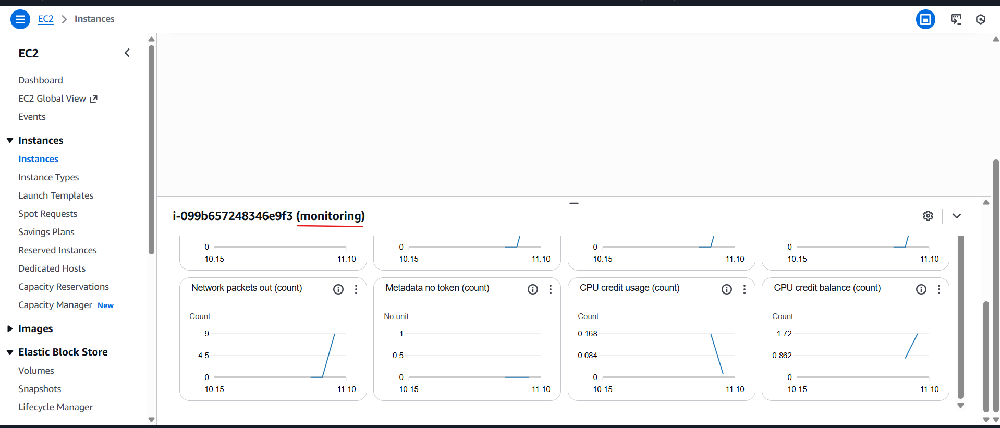 EC2
Instances
EC2
Dashboard
EC2 Global View
Events
Instances
Instances
Instance Types
Launch Templates
Spot Requests
Savings Plans
Reserved Instances
Dedicated Hosts
Capacity Reservations
Capacity Manager New
Images
Elastic Block Store
Volumes
Snapshots
Lifecycle Manager
i-099b657248346e9f3 (monitoring)
0
10:15 11:10
0
10:15 11:10
0
10:15 11:10
0
10:15 11:10
Network packets out (count)
Count
9
4.5
0
10:15 11:10
Metadata no token (count)
No unit
1
0.5
0
10:15 11:10
CPU credit usage (count)
Count
0.168
0.084
0
10:15 11:10
CPU credit balance (count)
Count
1.72
0.862
0
10:15 11:10